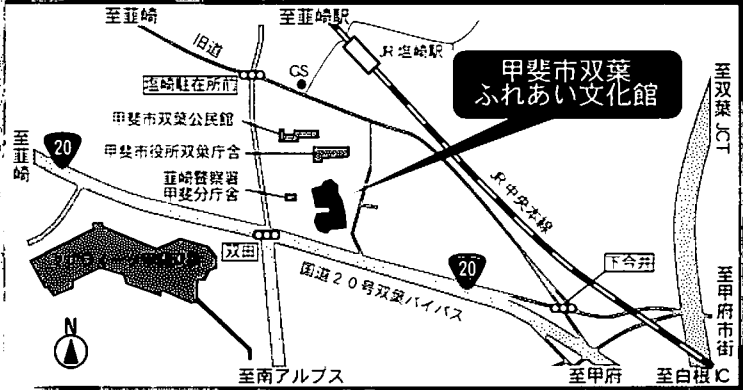 至韮崎
至韮崎駅
旧道
JR塩崎駅
GS
塩崎駐在所前
甲斐市双葉
ふれあい文化館
至双葉JCT
甲斐市双葉公民館
甲斐市役所双葉庁舎
至韮崎
20
韮崎警察署
甲斐分庁舎
JR中央本線
双田
20
下今井
国道20号双葉バイパス
至甲府市街
N
至南アルプス
至甲府
至白根IC